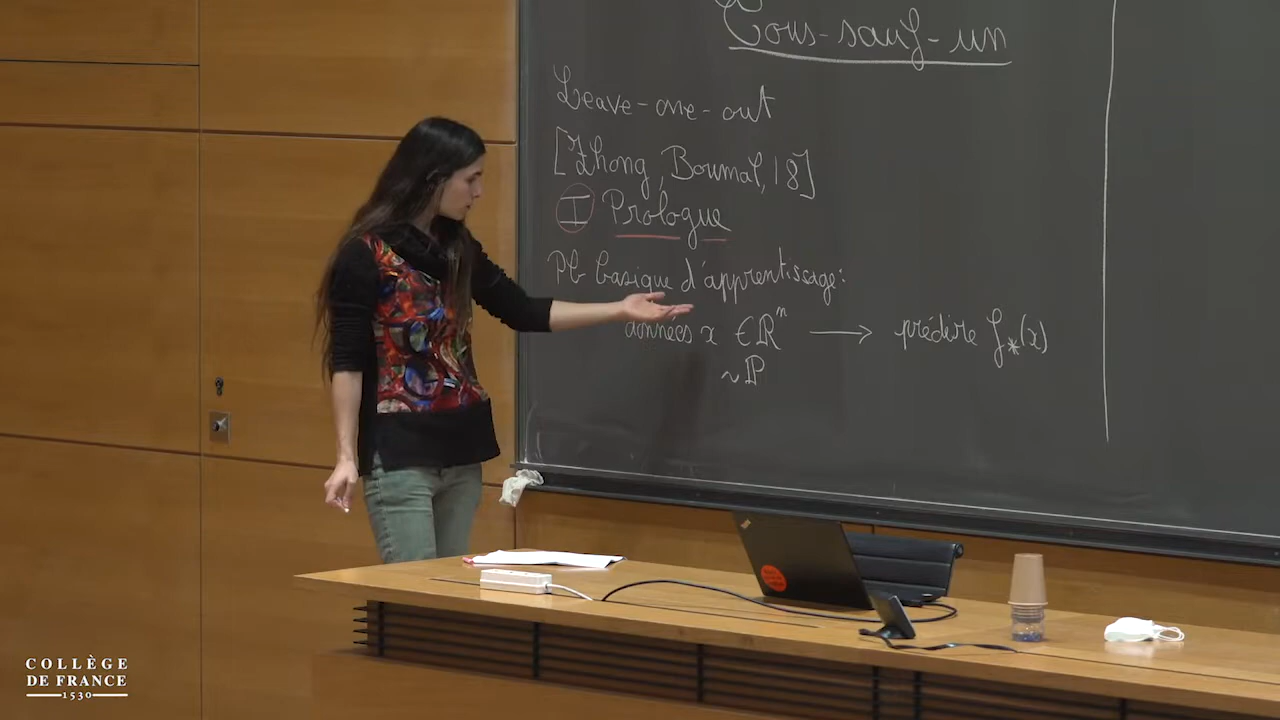 Tous-sauf-un
Leave-one-out
[Zhong, Boumal, 18]
I Prologue
Pb basique d'apprentissage:
données x ∈ ℝⁿ ⟶ prédire f_*(x)
~ ℙ
COLLÈGE
DE FRANCE
1530